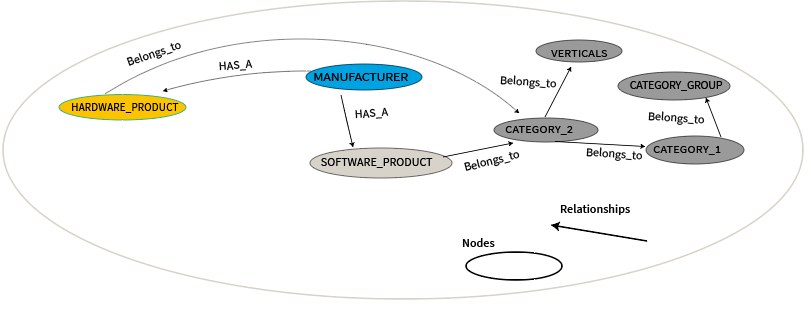 Belongs_to
VERTICALS
HAS_A
MANUFACTURER
Belongs_to
CATEGORY_GROUP
HARDWARE_PRODUCT
HAS_A
Belongs_to
CATEGORY_2
SOFTWARE_PRODUCT
Belongs_to
Belongs_to
CATEGORY_1
Relationships
Nodes